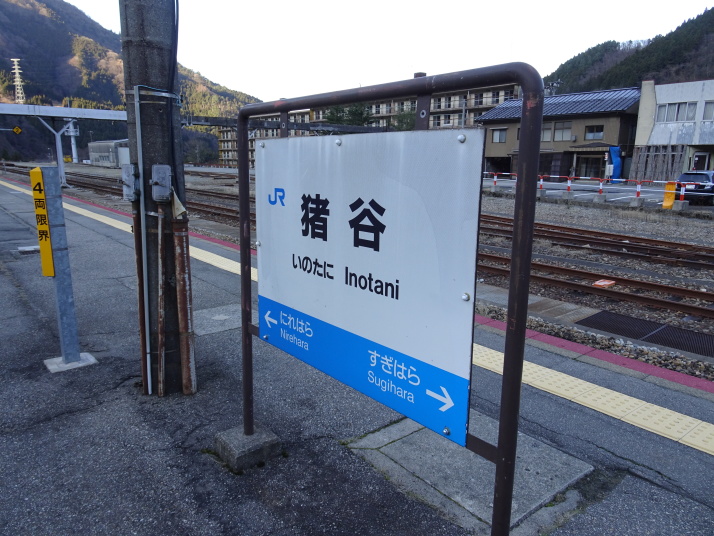 4両限界
JR
猪谷
いのたに Inotani
← にれはら
Nirehara
すぎはら →
Sugihara